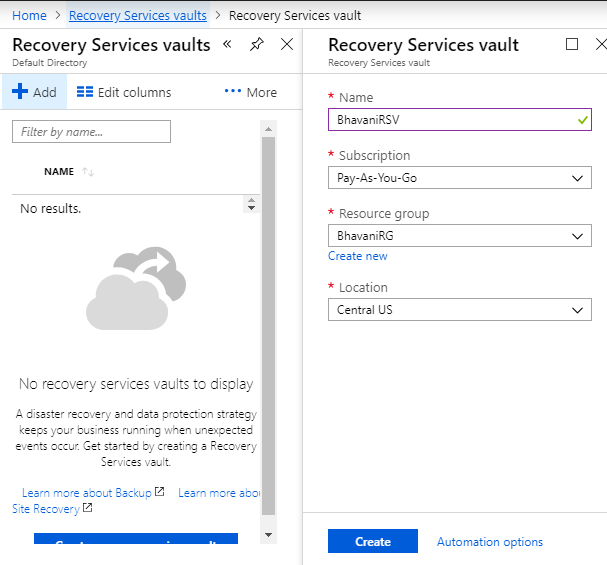 Home > Recovery Services vaults > Recovery Services vault
Recovery Services vaults
Default Directory
Add Edit columns ... More
Filter by name...
NAME
No results.
No recovery services vaults to display
A disaster recovery and data protection strategy
keeps your business running when unexpected
events occur. Get started by creating a Recovery
Services vault.
Learn more about Backup Learn more abou
Site Recovery
Recovery Services vault
Recovery Services vault
* Name
BhavaniRSV
* Subscription
Pay-As-You-Go
* Resource group
BhavaniRG
Create new
* Location
Central US
Create Automation options